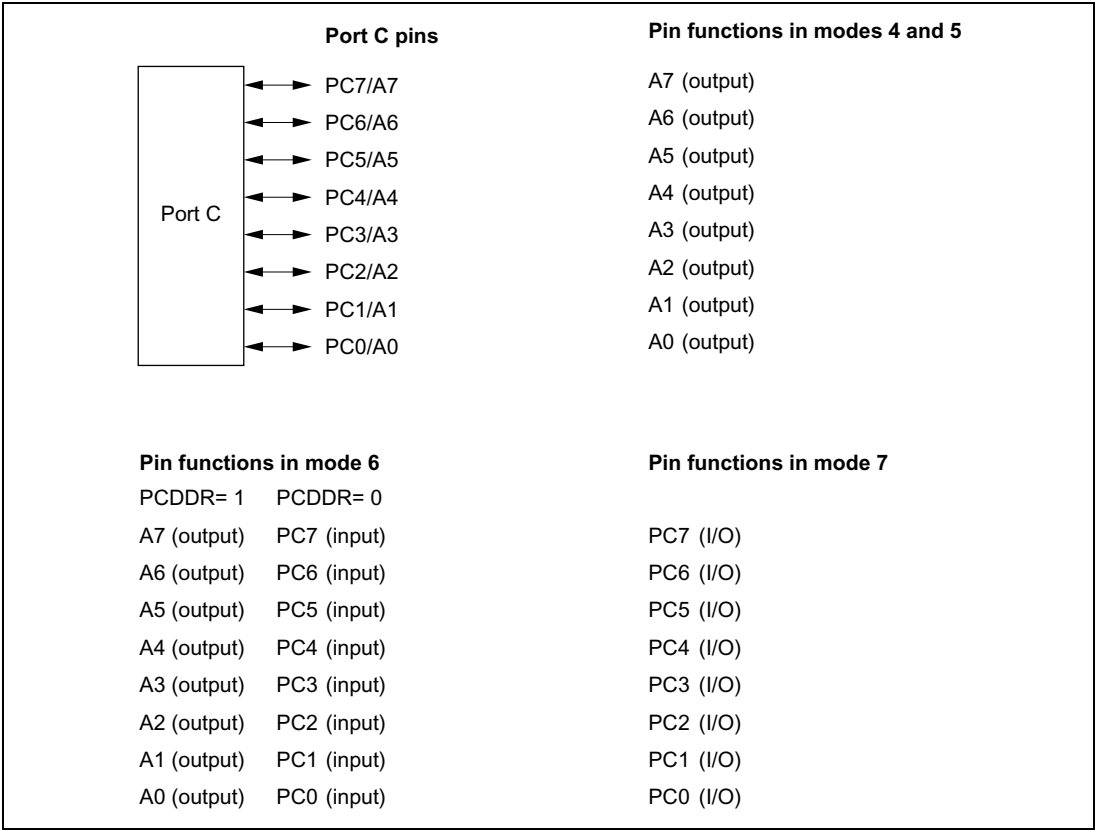 Port C pins
Pin functions in modes 4 and 5
Port C
PC7/A7
A7 (output)
PC6/A6
A6 (output)
PC5/A5
A5 (output)
PC4/A4
A4 (output)
PC3/A3
A3 (output)
PC2/A2
A2 (output)
PC1/A1
A1 (output)
PC0/A0
A0 (output)
Pin functions in mode 6
Pin functions in mode 7
PCDDR= 1 PCDDR= 0
A7 (output) PC7 (input) PC7 (I/O)
A6 (output) PC6 (input) PC6 (I/O)
A5 (output) PC5 (input) PC5 (I/O)
A4 (output) PC4 (input) PC4 (I/O)
A3 (output) PC3 (input) PC3 (I/O)
A2 (output) PC2 (input) PC2 (I/O)
A1 (output) PC1 (input) PC1 (I/O)
A0 (output) PC0 (input) PC0 (I/O)